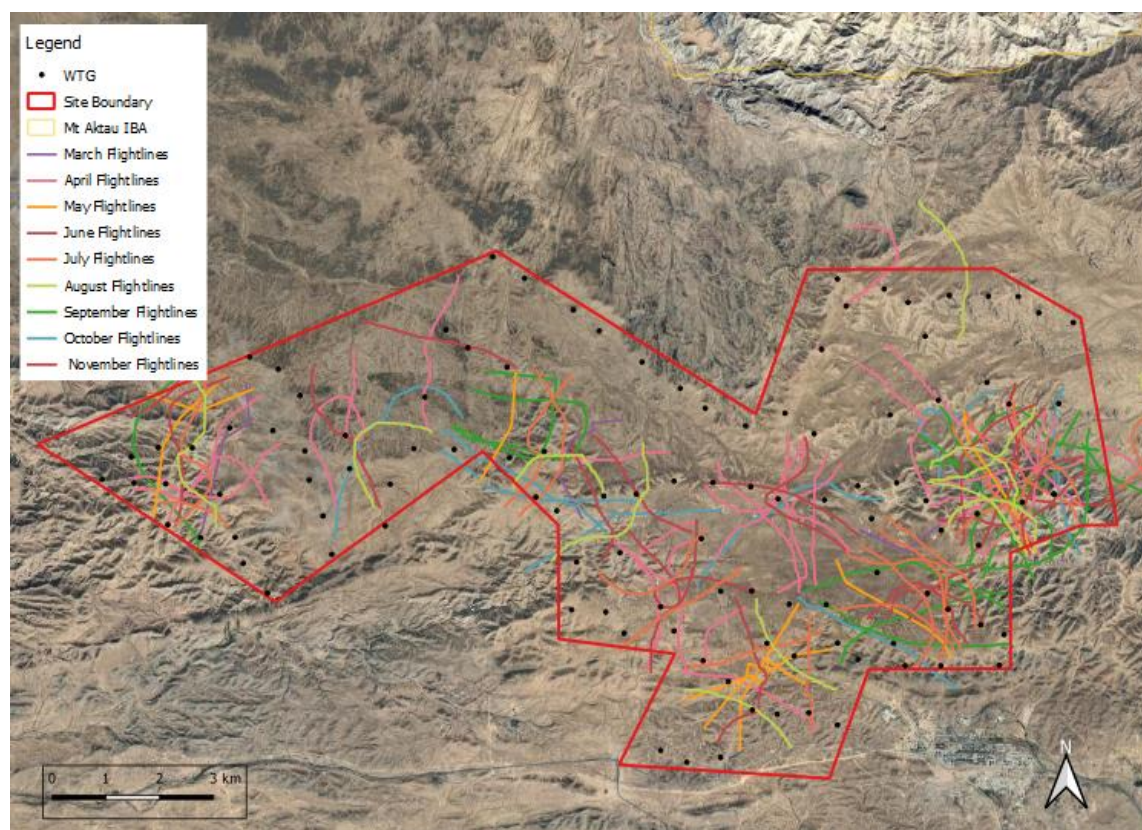 Legend
WTG
Site Boundary
Mt Aktau IBA
March Flightlines
April Flightlines
May Flightlines
June Flightlines
July Flightlines
August Flightlines
September Flightlines
October Flightlines
November Flightlines
0 1 2 3 km
N